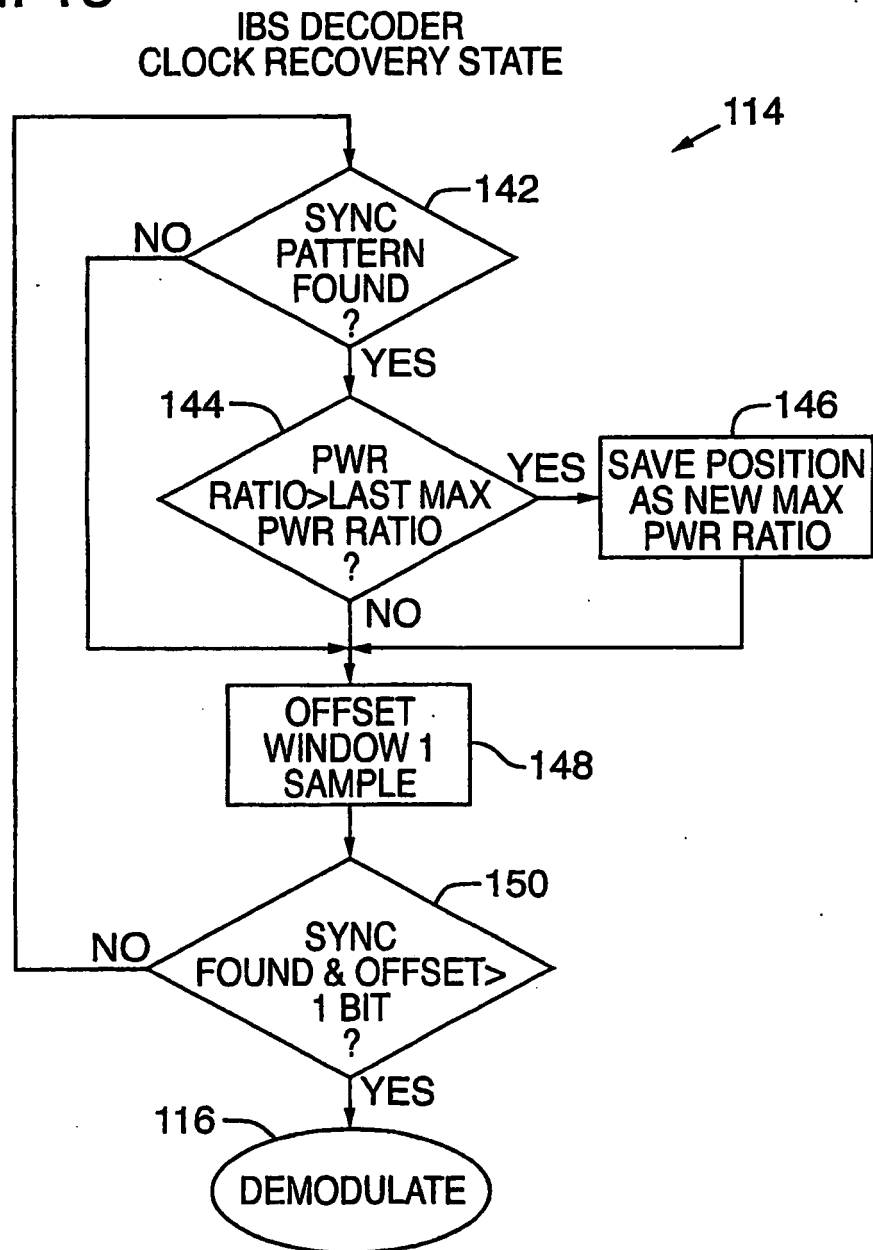 IBS DECODER
CLOCK RECOVERY STATE
114
142
SYNC
PATTERN
FOUND
?
NO
YES
144
PWR
RATIO>LAST MAX
PWR RATIO
?
YES
146
SAVE POSITION
AS NEW MAX
PWR RATIO
NO
OFFSET
WINDOW 1
SAMPLE
148
150
SYNC
FOUND & OFFSET>
1 BIT
?
NO
YES
116
DEMODULATE